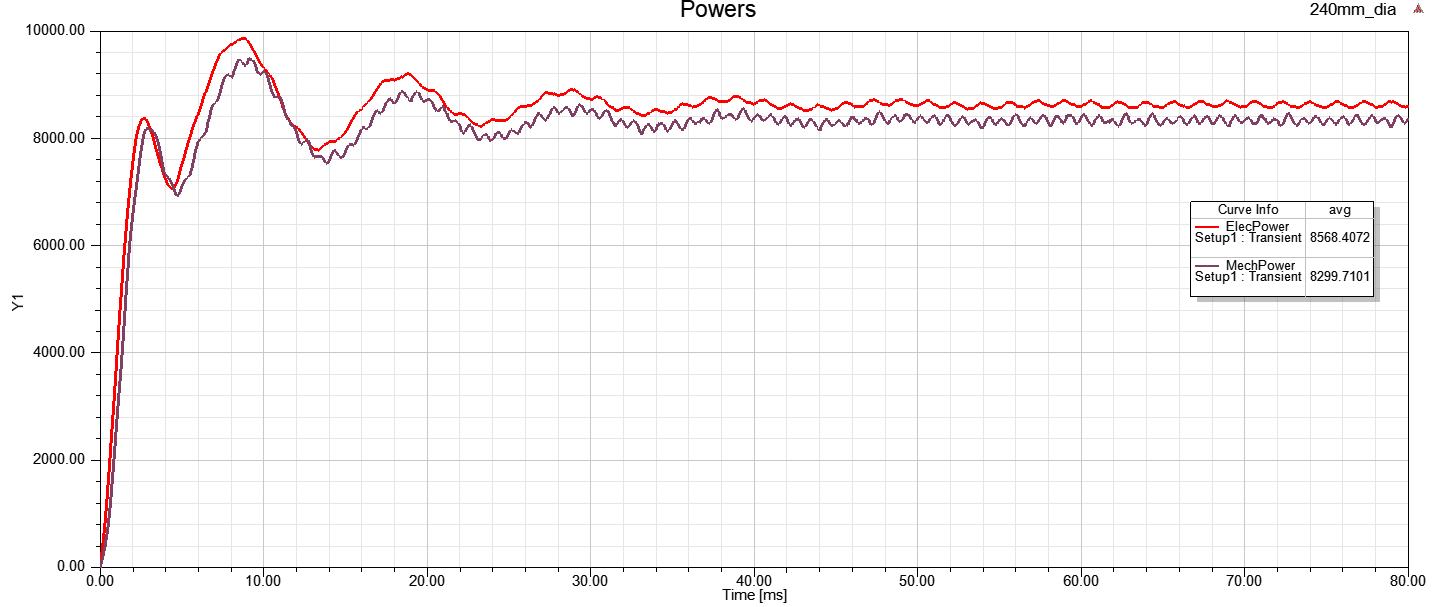 Powers
240mm_dia
10000.00
8000.00
6000.00
4000.00
2000.00
0.00
Y1
Curve Info avg
ElecPower
Setup1 : Transient 8568.4072
MechPower
Setup1 : Transient 8299.7101
0.00 10.00 20.00 30.00 40.00 50.00 60.00 70.00 80.00
Time [ms]